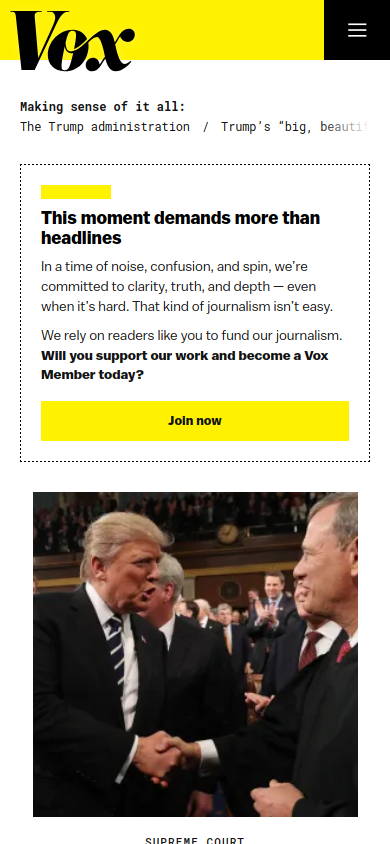 Vox
Making sense of it all:
The Trump administration / Trump's "big, beauti
This moment demands more than
headlines
In a time of noise, confusion, and spin, we're
committed to clarity, truth, and depth — even
when it's hard. That kind of journalism isn't easy.
We rely on readers like you to fund our journalism.
Will you support our work and become a Vox
Member today?
Join now
SUPREME COURT